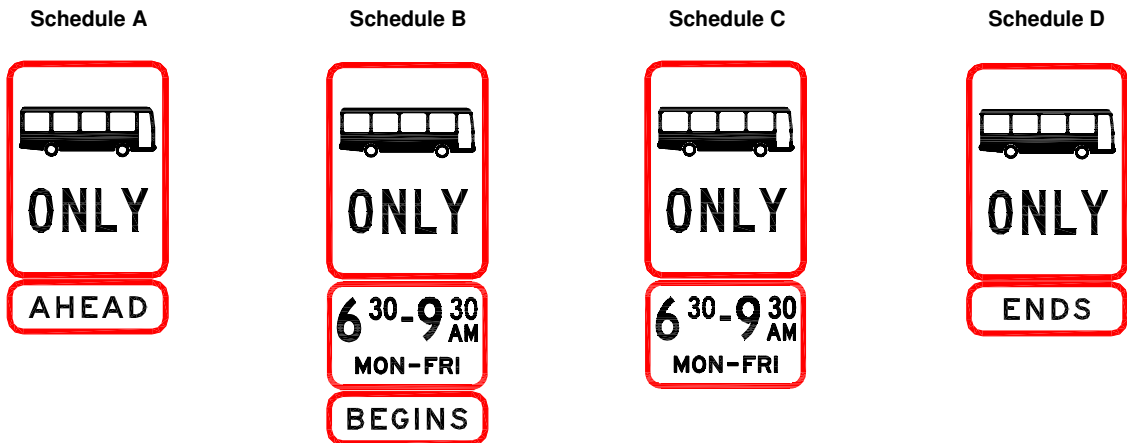 Schedule A
ONLY
AHEAD
Schedule B
ONLY
6 30-9 30 AM
MON-FRI
BEGINS
Schedule C
ONLY
6 30-9 30 AM
MON-FRI
Schedule D
ONLY
ENDS